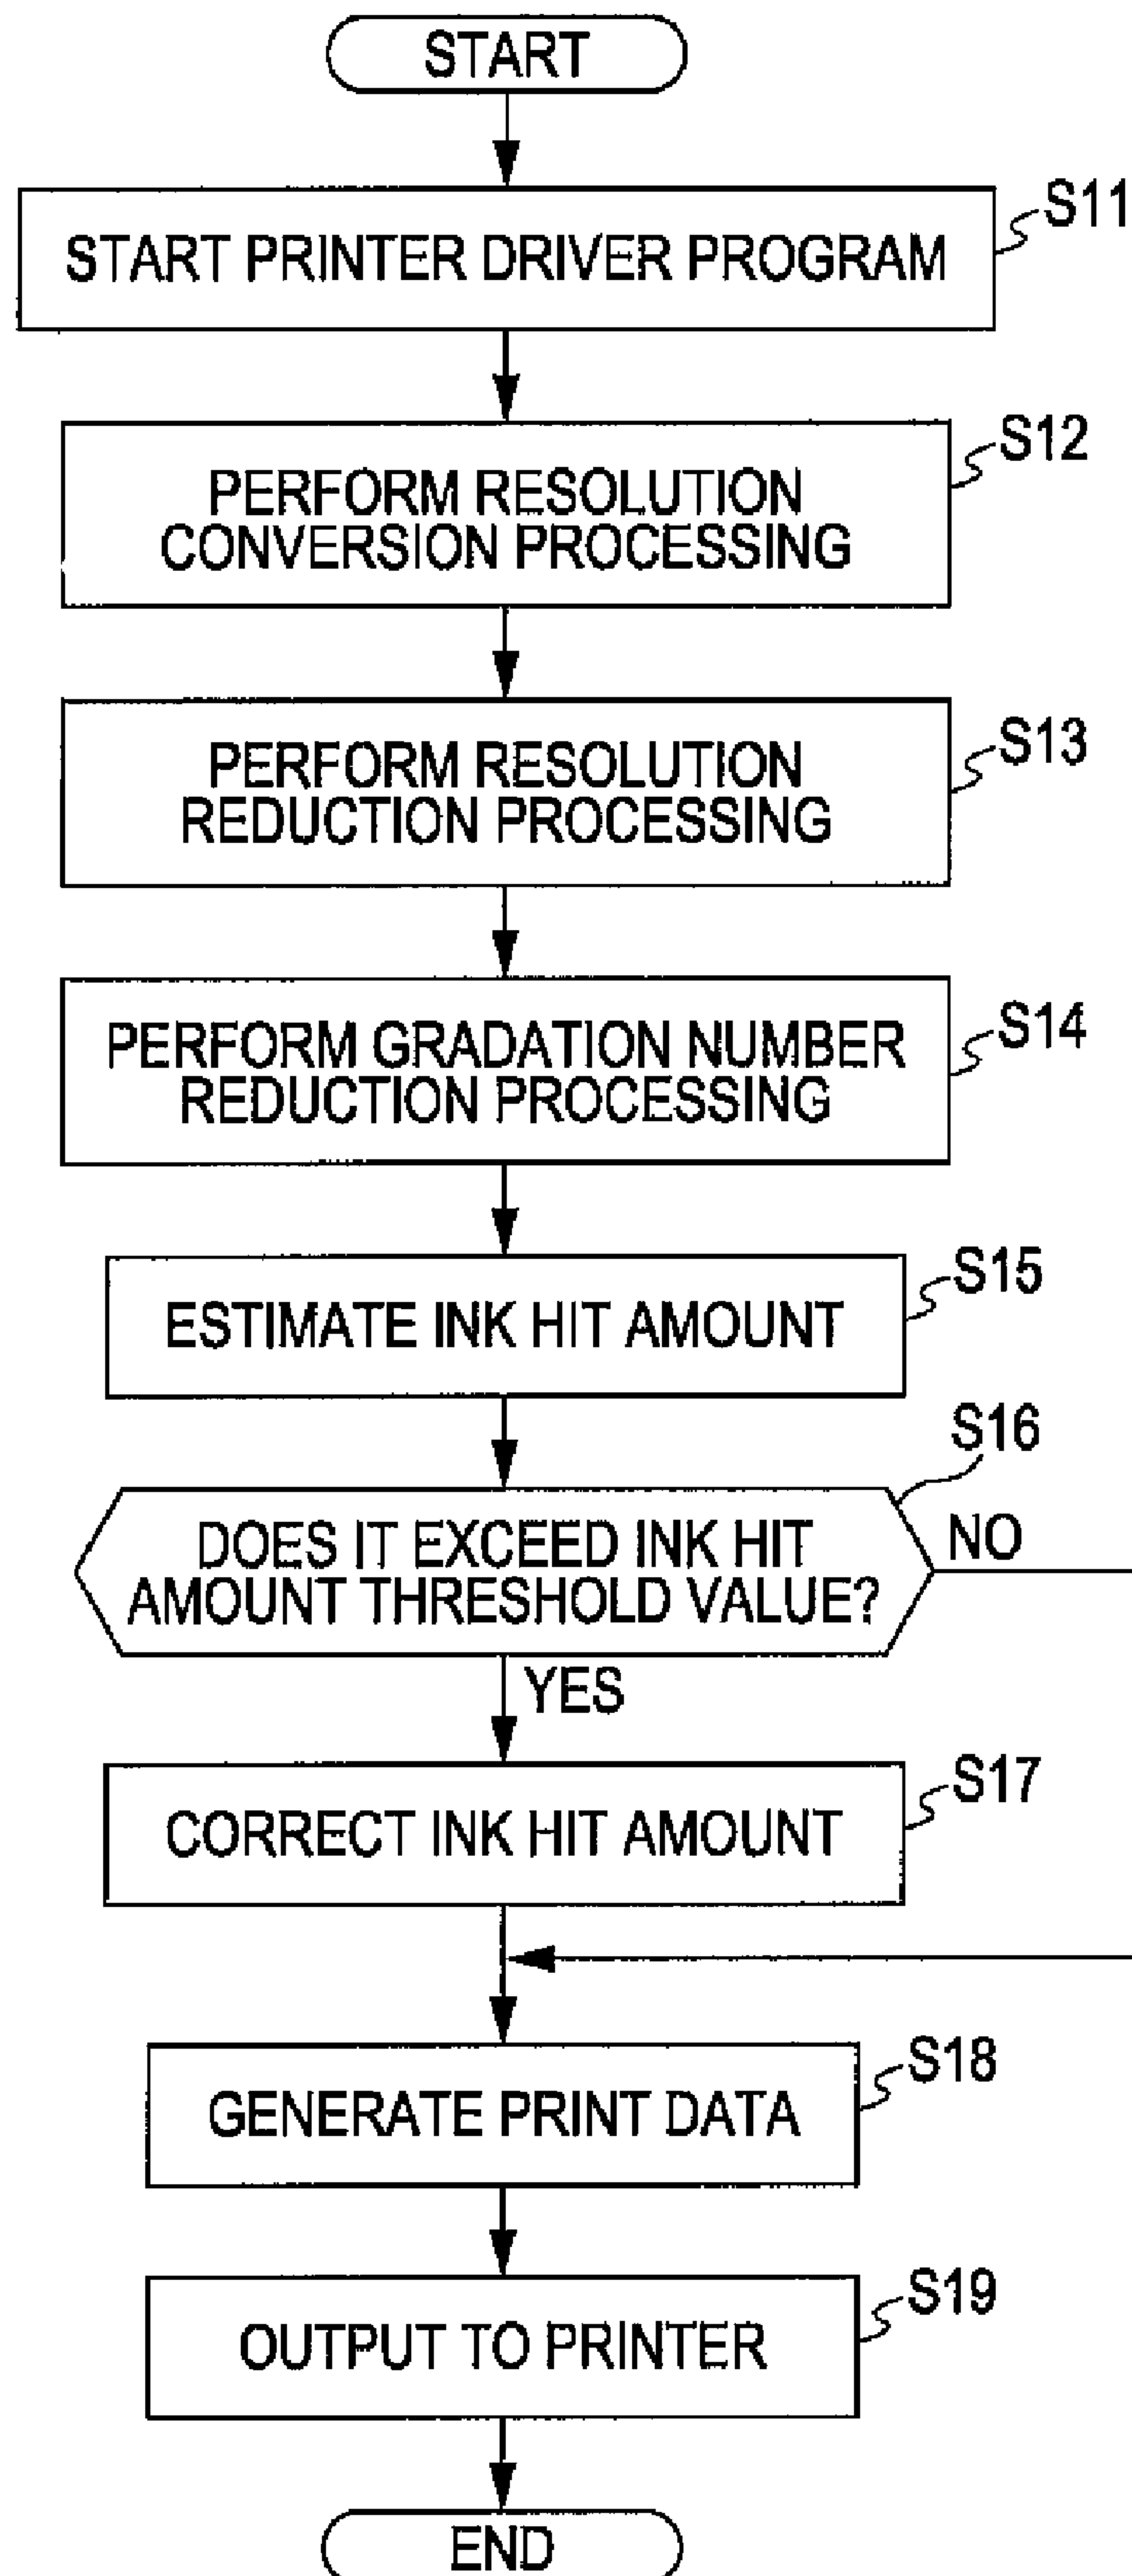 START
START PRINTER DRIVER PROGRAM
S11
PERFORM RESOLUTION
CONVERSION PROCESSING
S12
PERFORM RESOLUTION
REDUCTION PROCESSING
S13
PERFORM GRADATION NUMBER
REDUCTION PROCESSING
S14
ESTIMATE INK HIT AMOUNT
S15
DOES IT EXCEED INK HIT
AMOUNT THRESHOLD VALUE?
S16
NO
YES
CORRECT INK HIT AMOUNT
S17
GENERATE PRINT DATA
S18
OUTPUT TO PRINTER
S19
END